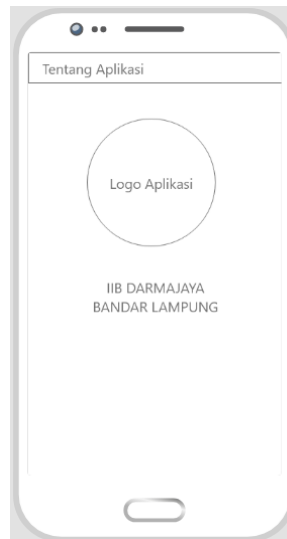 Tentang Aplikasi
Logo Aplikasi
IIB DARMAJAYA
BANDAR LAMPUNG